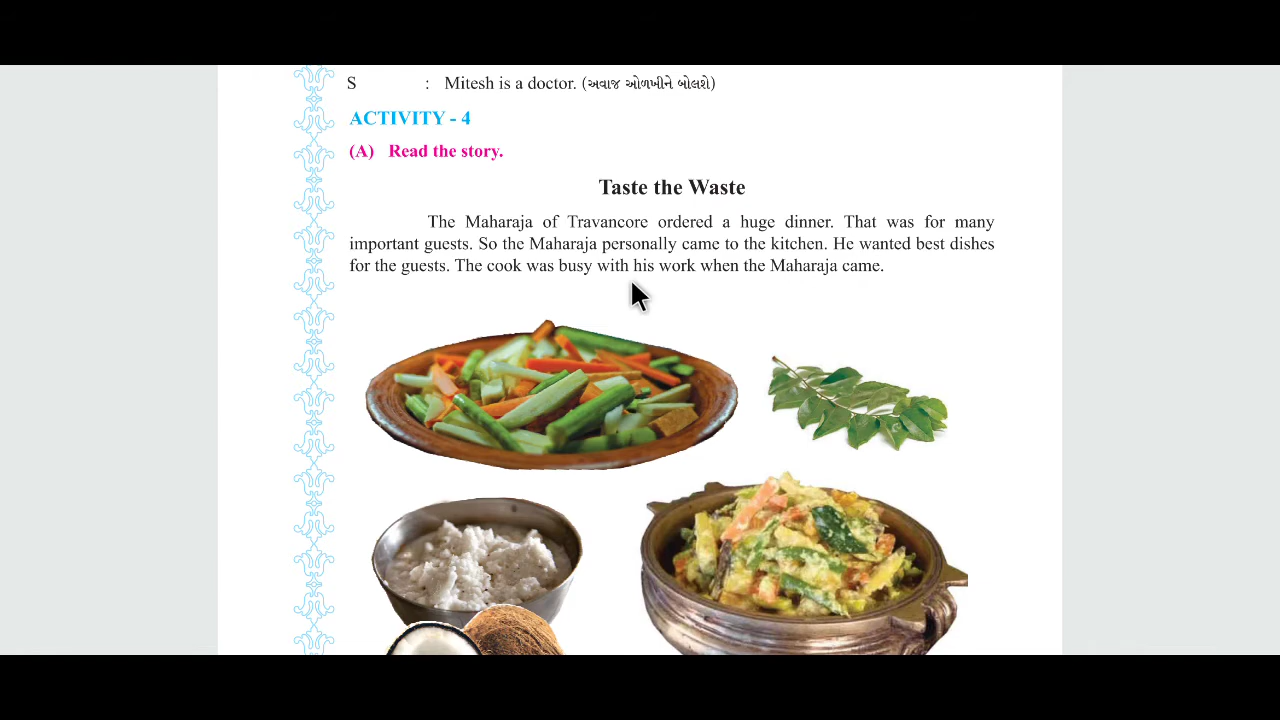 S : Mitesh is a doctor. (અવાજ ઓળખીને બોલશે)
ACTIVITY - 4
(A) Read the story.
Taste the Waste
The Maharaja of Travancore ordered a huge dinner. That was for many
important guests. So the Maharaja personally came to the kitchen. He wanted best dishes
for the guests. The cook was busy with his work when the Maharaja came.